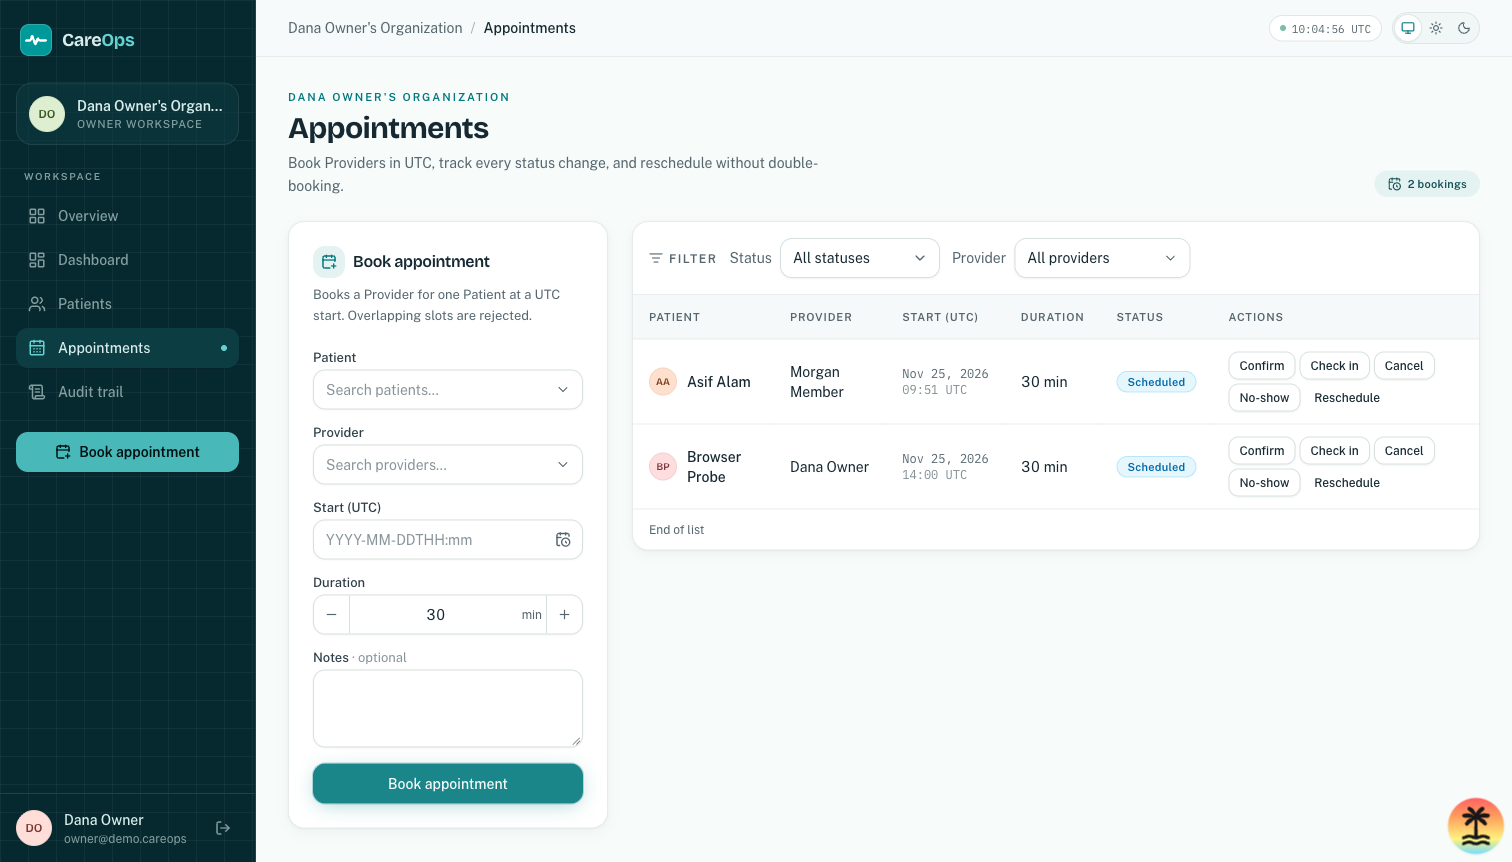 CareOps
DO
Dana Owner's Organ...
OWNER WORKSPACE
WORKSPACE
Overview
Dashboard
Patients
Appointments
Audit trail
Book appointment
DO
Dana Owner
owner@demo.careops
Dana Owner's Organization / Appointments
10:04:56 UTC
DANA OWNER'S ORGANIZATION
Appointments
Book Providers in UTC, track every status change, and reschedule without double-
booking.
2 bookings
Book appointment
Books a Provider for one Patient at a UTC
start. Overlapping slots are rejected.
Patient
Search patients...
Provider
Search providers...
Start (UTC)
YYYY-MM-DDTHH:mm
Duration
− 30 min +
Notes · optional
Book appointment
FILTER Status All statuses Provider All providers
PATIENT PROVIDER START (UTC) DURATION STATUS ACTIONS
AA Asif Alam
Morgan
Member
Nov 25, 2026
09:51 UTC
30 min
Scheduled
Confirm Check in Cancel
No-show Reschedule
BP
Browser
Probe
Dana Owner
Nov 25, 2026
14:00 UTC
30 min
Scheduled
Confirm Check in Cancel
No-show Reschedule
End of list